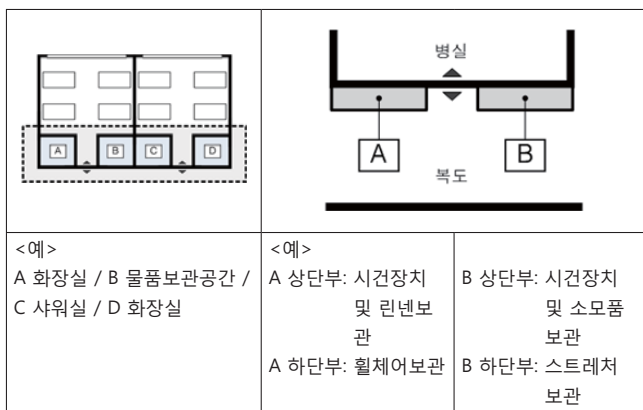 A
B
C
D
병실
A
B
복도
<예>
A 화장실 / B 물품보관공간 /
C 샤워실 / D 화장실
<예>
A 상단부: 시건장치
및 린넨보
관
A 하단부: 휠체어보관
B 상단부: 시건장치
및 소모품
보관
B 하단부: 스트레처
보관